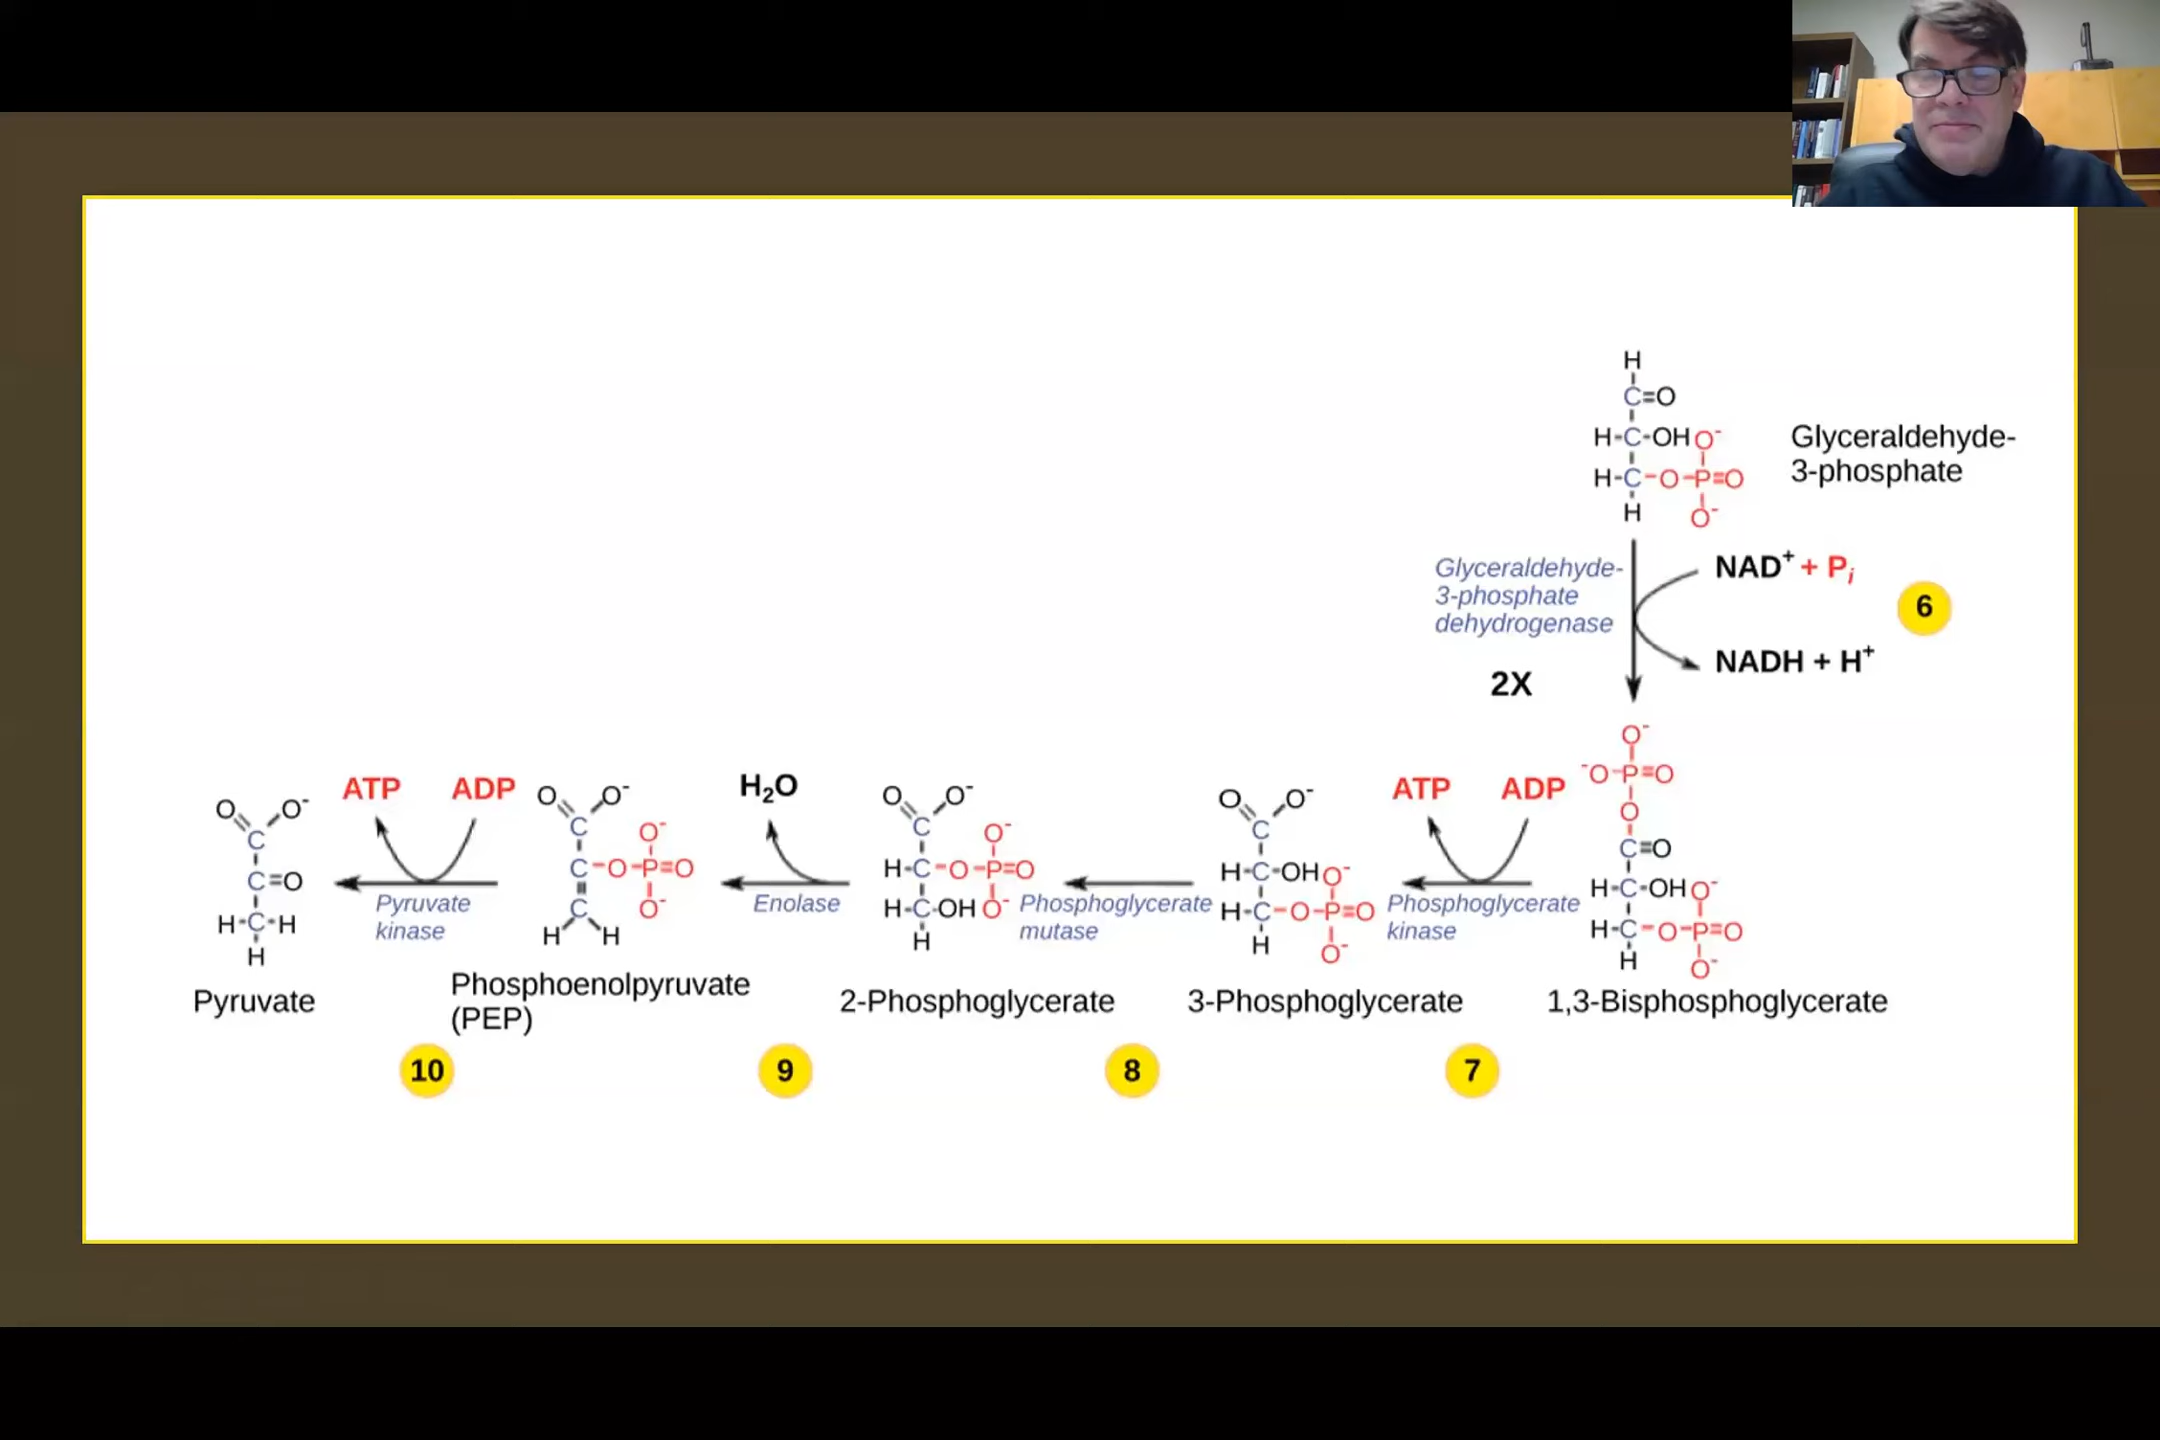 H
C=O
H-C-OH O⁻
H-C-O-P=O
H
O⁻
Glyceraldehyde-
3-phosphate
Glyceraldehyde-
3-phosphate
dehydrogenase
NAD⁺ + Pᵢ
6
NADH + H⁺
2X
O⁻
⁻O-P=O
O
C=O
H-C-OH O⁻
H-C-O-P=O
H
O⁻
1,3-Bisphosphoglycerate
ATP
ADP
Phosphoglycerate
kinase
7
O
O⁻
C
H-C-OH O⁻
H-C-O-P=O
H
O⁻
3-Phosphoglycerate
Phosphoglycerate
mutase
8
O
O⁻
C
O⁻
H-C-O-P=O
H-C-OH O⁻
H
2-Phosphoglycerate
H₂O
Enolase
9
O
O⁻
C
O⁻
C-O-P=O
C
O⁻
H
H
Phosphoenolpyruvate
(PEP)
ATP
ADP
Pyruvate
kinase
10
O
O⁻
C
C=O
H-C-H
H
Pyruvate